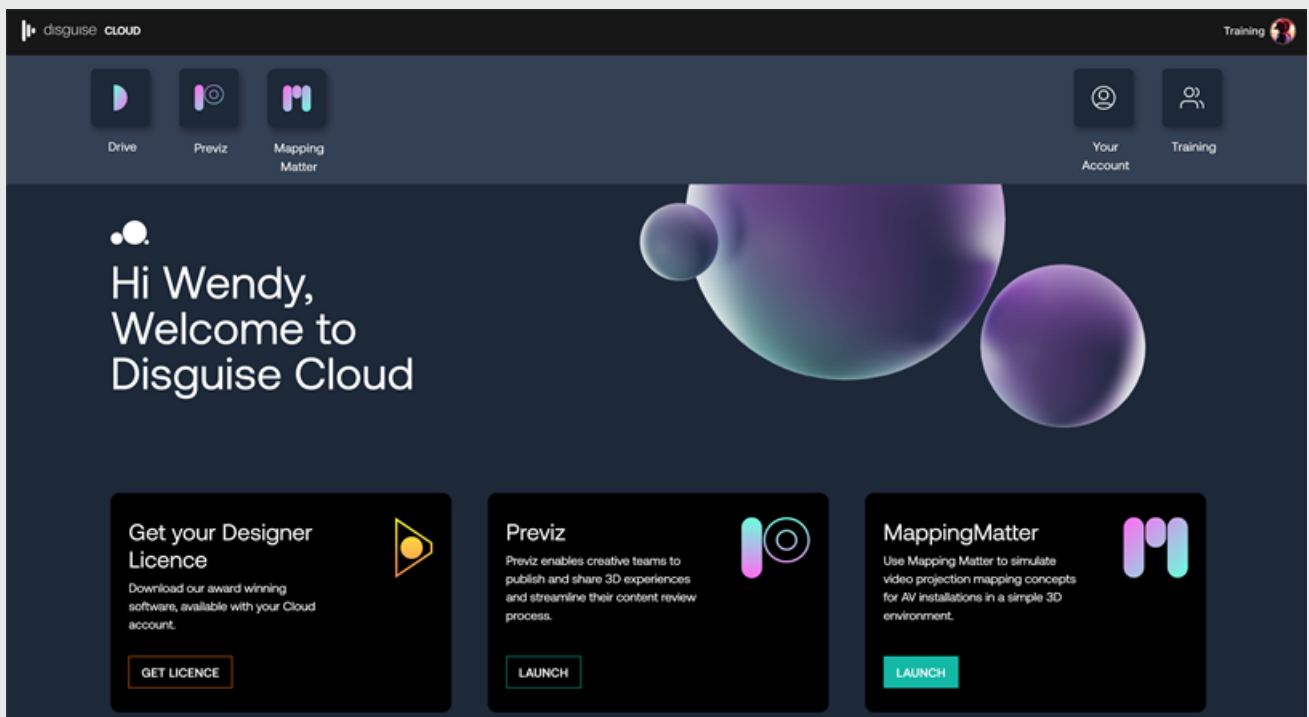 disguise CLOUD
Training
Drive
Previz
Mapping
Matter
Your
Account
Training
Hi Wendy,
Welcome to
Disguise Cloud
Get your Designer
Licence
Download our award winning
software, available with your Cloud
account.
GET LICENCE
Previz
Previz enables creative teams to
publish and share 3D experiences
and streamline their content review
process.
LAUNCH
MappingMatter
Use Mapping Matter to simulate
video projection mapping concepts
for AV installations in a simple 3D
environment.
LAUNCH